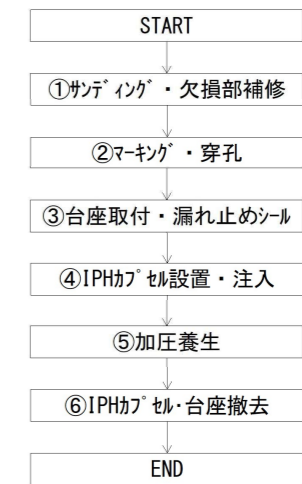 START
①ｻﾝﾃﾞｨﾝｸﾞ・欠損部補修
②ﾏｰｷﾝｸﾞ・穿孔
③台座取付・漏れ止めｼｰﾙ
④IPHｶﾌﾟｾﾙ設置・注入
⑤加圧養生
⑥IPHｶﾌﾟｾﾙ･台座撤去
END